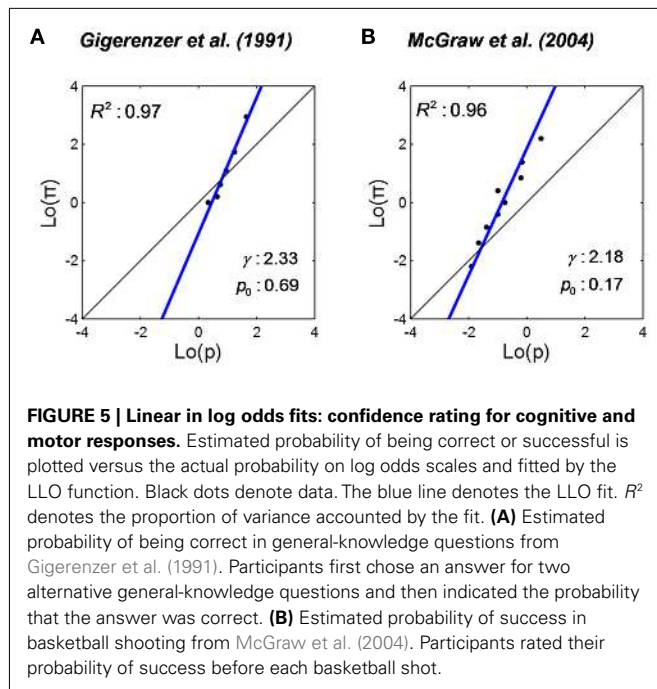 A Gigerenzer et al. (1991)
B McGraw et al. (2004)
4
2
0
-2
-4
Lo(π)
R² : 0.97
γ : 2.33
p₀ : 0.69
-4 -2 0 2 4
Lo(p)
4
2
0
-2
-4
Lo(π)
R² : 0.96
γ : 2.18
p₀ : 0.17
-4 -2 0 2 4
Lo(p)
FIGURE 5 | Linear in log odds fits: confidence rating for cognitive and
motor responses. Estimated probability of being correct or successful is
plotted versus the actual probability on log odds scales and fitted by the
LLO function. Black dots denote data. The blue line denotes the LLO fit. R²
denotes the proportion of variance accounted by the fit. (A) Estimated
probability of being correct in general-knowledge questions from
Gigerenzer et al. (1991). Participants first chose an answer for two
alternative general-knowledge questions and then indicated the probability
that the answer was correct. (B) Estimated probability of success in
basketball shooting from McGraw et al. (2004). Participants rated their
probability of success before each basketball shot.